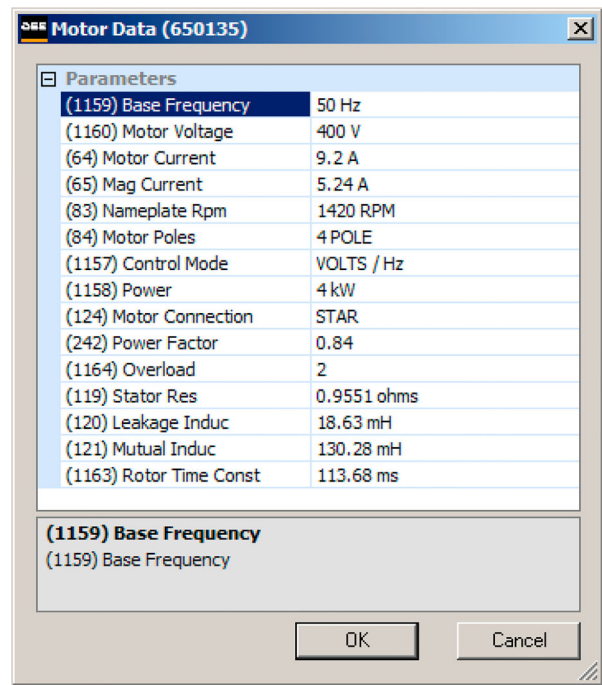 Motor Data (650135)
Parameters
(1159) Base Frequency 50 Hz
(1160) Motor Voltage 400 V
(64) Motor Current 9.2 A
(65) Mag Current 5.24 A
(83) Nameplate Rpm 1420 RPM
(84) Motor Poles 4 POLE
(1157) Control Mode VOLTS / Hz
(1158) Power 4 kW
(124) Motor Connection STAR
(242) Power Factor 0.84
(1164) Overload 2
(119) Stator Res 0.9551 ohms
(120) Leakage Induc 18.63 mH
(121) Mutual Induc 130.28 mH
(1163) Rotor Time Const 113.68 ms
(1159) Base Frequency
(1159) Base Frequency
OK Cancel